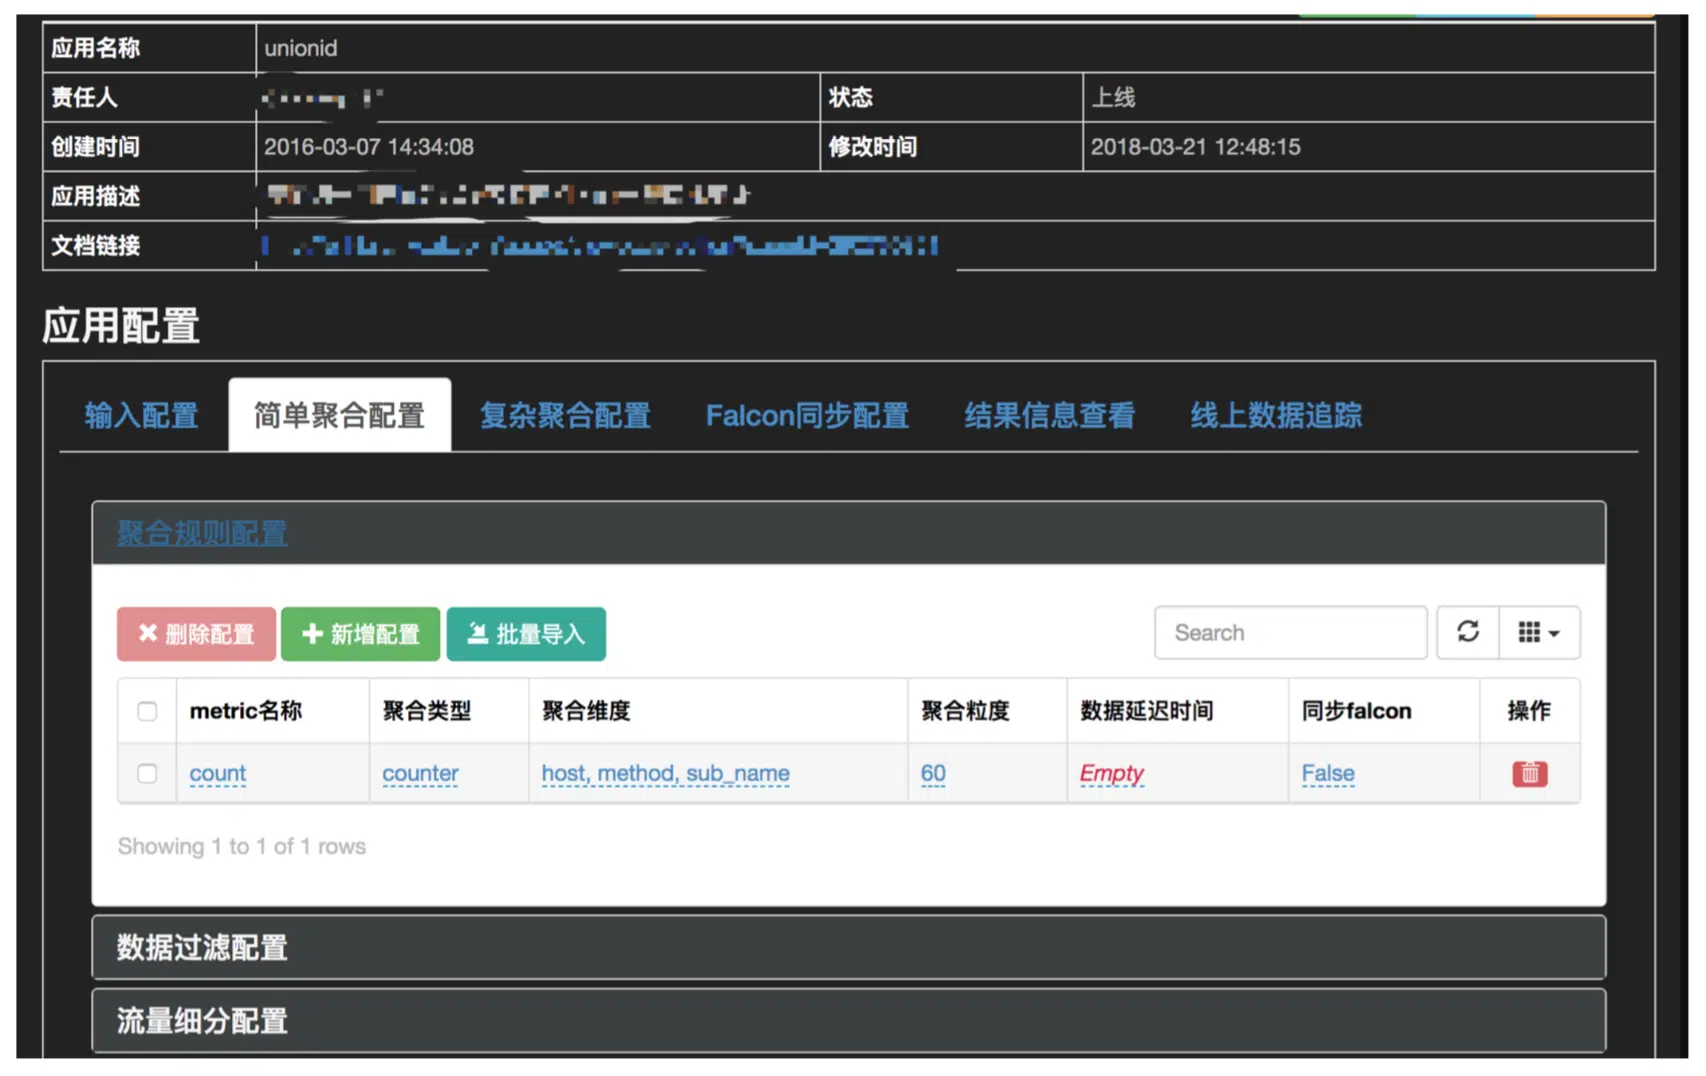 应用名称 unionid
责任人 状态 上线
创建时间 2016-03-07 14:34:08 修改时间 2018-03-21 12:48:15
应用描述
文档链接
应用配置
输入配置 简单聚合配置 复杂聚合配置 Falcon同步配置 结果信息查看 线上数据追踪
聚合规则配置
删除配置 新增配置 批量导入 Search
metric名称 聚合类型 聚合维度 聚合粒度 数据延迟时间 同步falcon 操作
count counter host, method, sub_name 60 Empty False
Showing 1 to 1 of 1 rows
数据过滤配置
流量细分配置